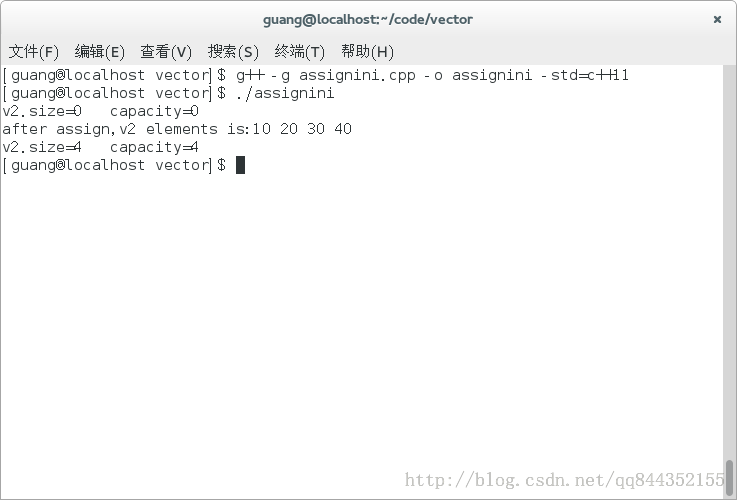 guang@localhost:~/code/vector
文件(F) 编辑(E) 查看(V) 搜索(S) 终端(T) 帮助(H)
[guang@localhost vector]$ g++ -g assignini.cpp -o assignini -std=c++11
[guang@localhost vector]$ ./assignini
v2.size=0 capacity=0
after assign,v2 elements is:10 20 30 40
v2.size=4 capacity=4
[guang@localhost vector]$
http://blog.csdn.net/qq844352155